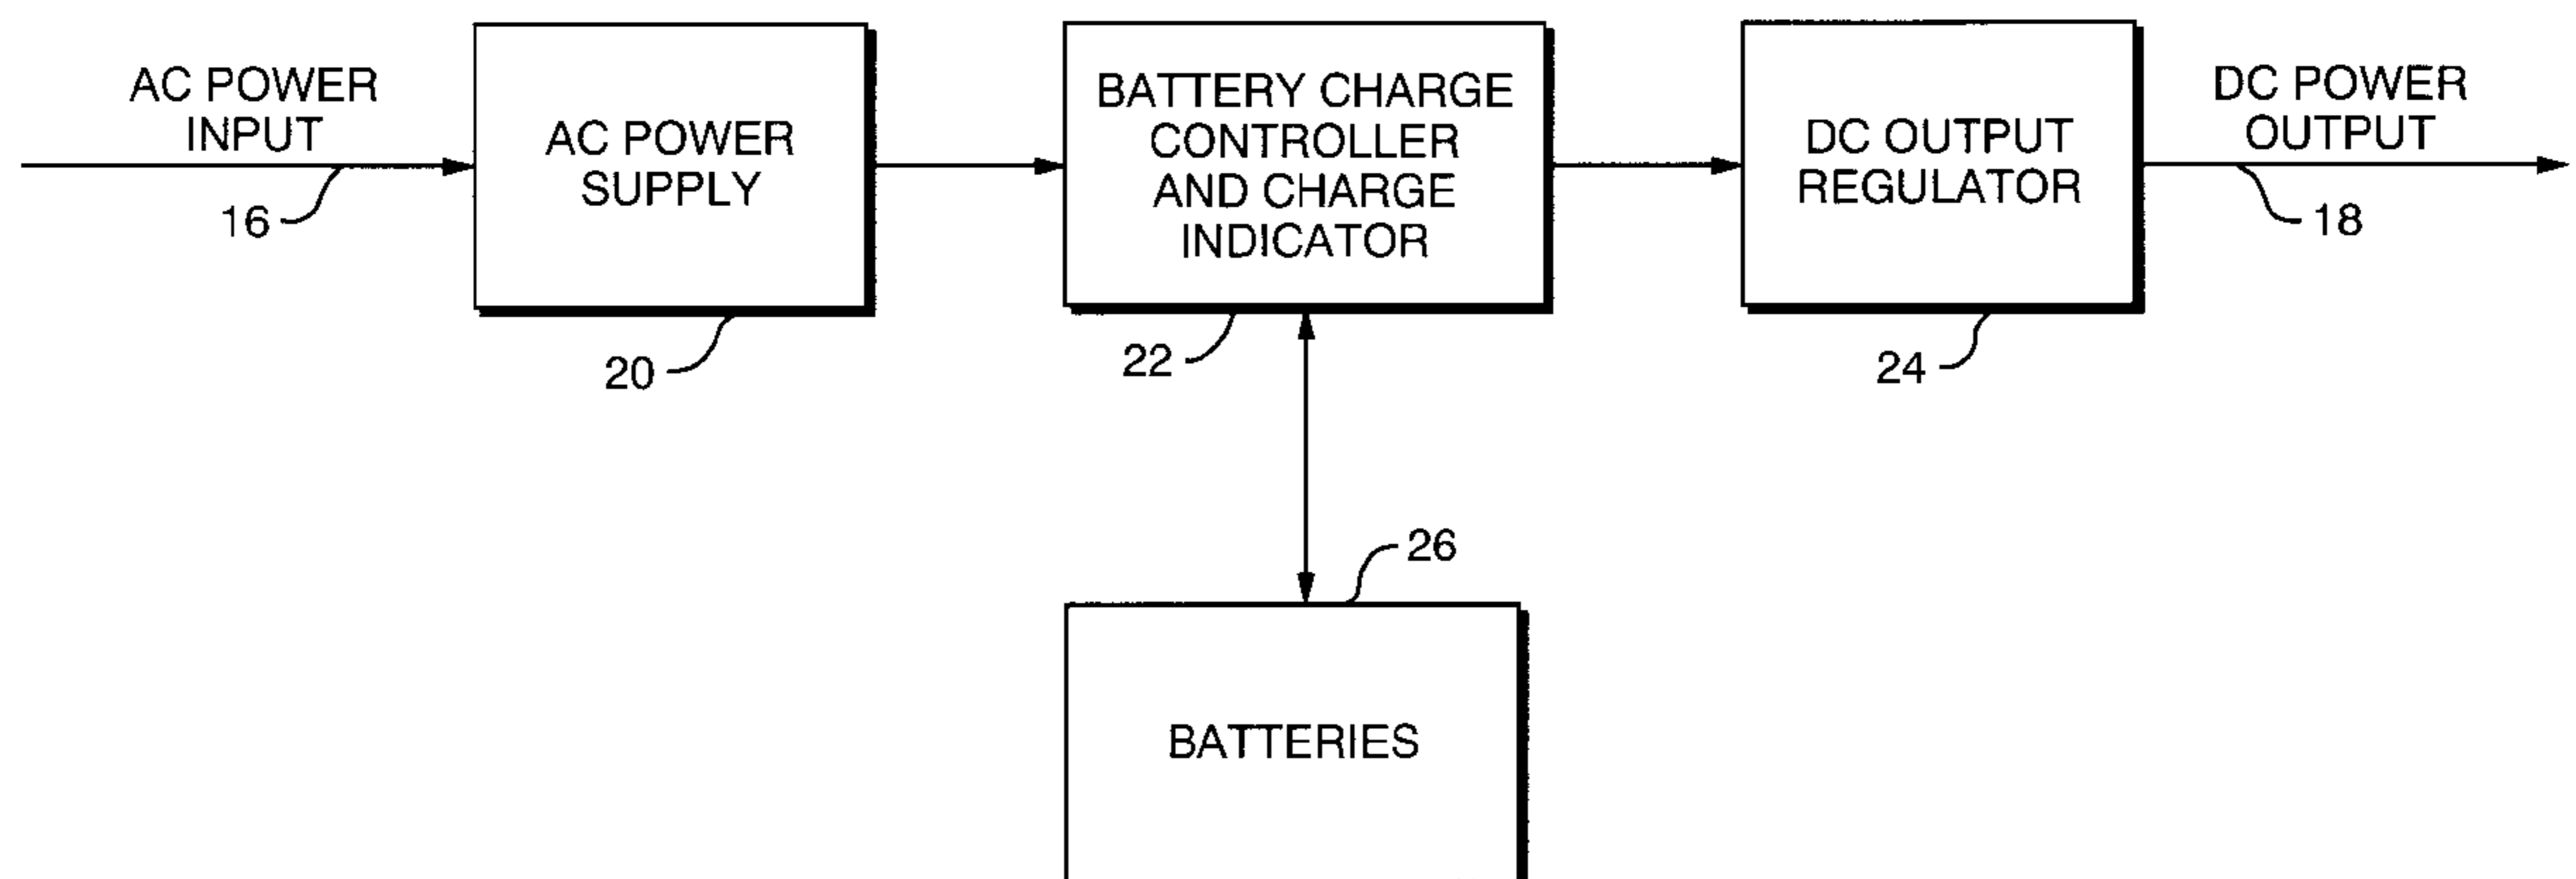 AC POWER
INPUT
16
AC POWER
SUPPLY
20
BATTERY CHARGE
CONTROLLER
AND CHARGE
INDICATOR
22
DC OUTPUT
REGULATOR
24
DC POWER
OUTPUT
18
26
BATTERIES